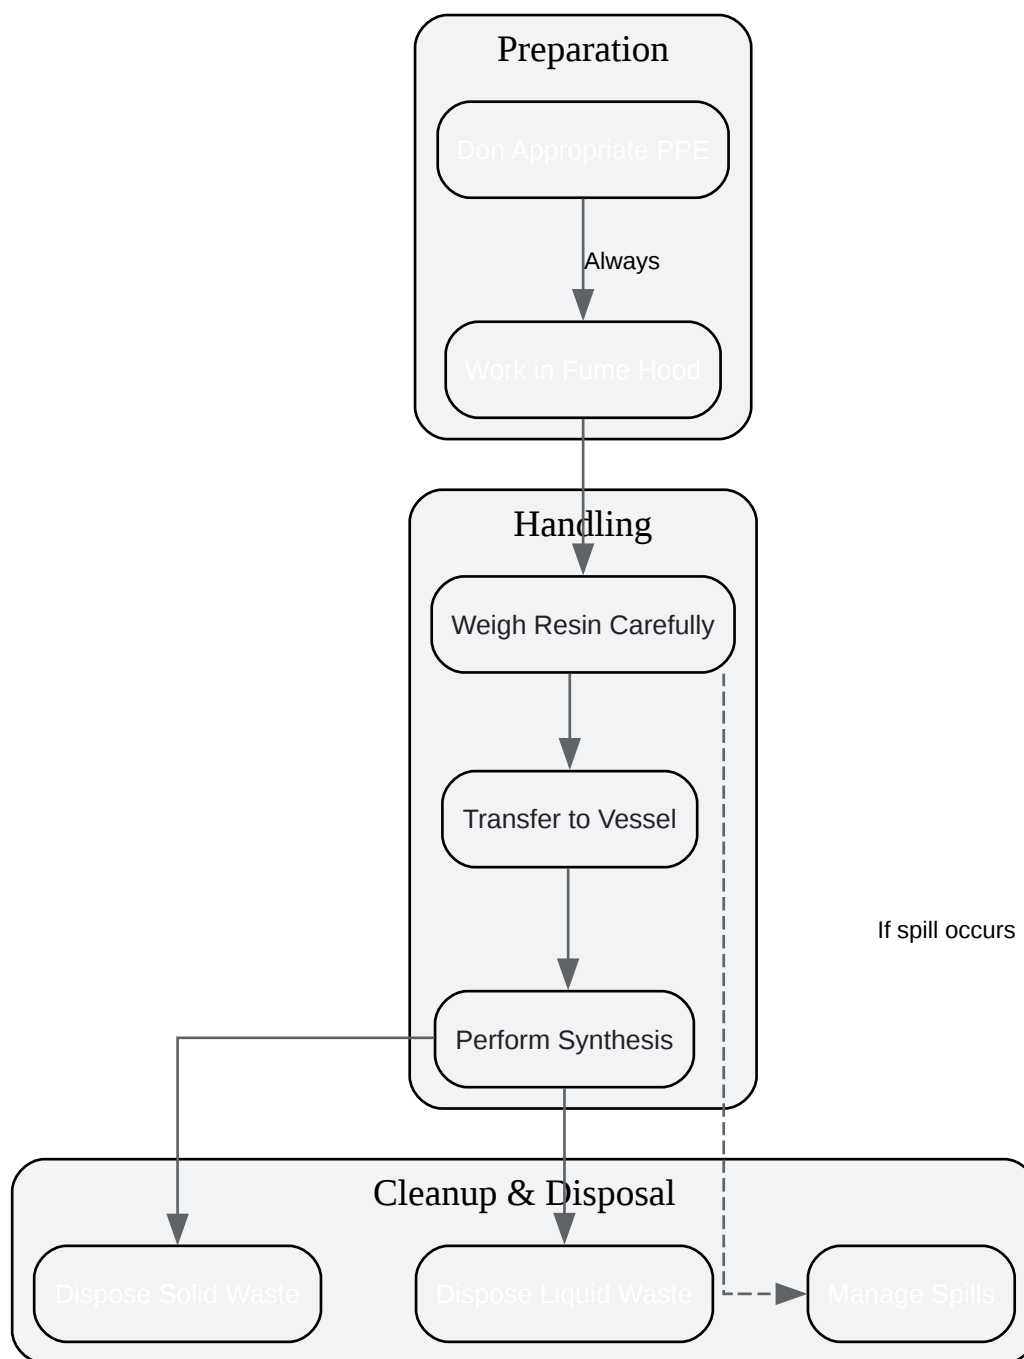 Preparation
Don Appropriate PPE
Always
Work in Fume Hood
Handling
Weigh Resin Carefully
Transfer to Vessel
If spill occurs
Perform Synthesis
Cleanup & Disposal
Dispose Solid Waste
Dispose Liquid Waste
Manage Spills